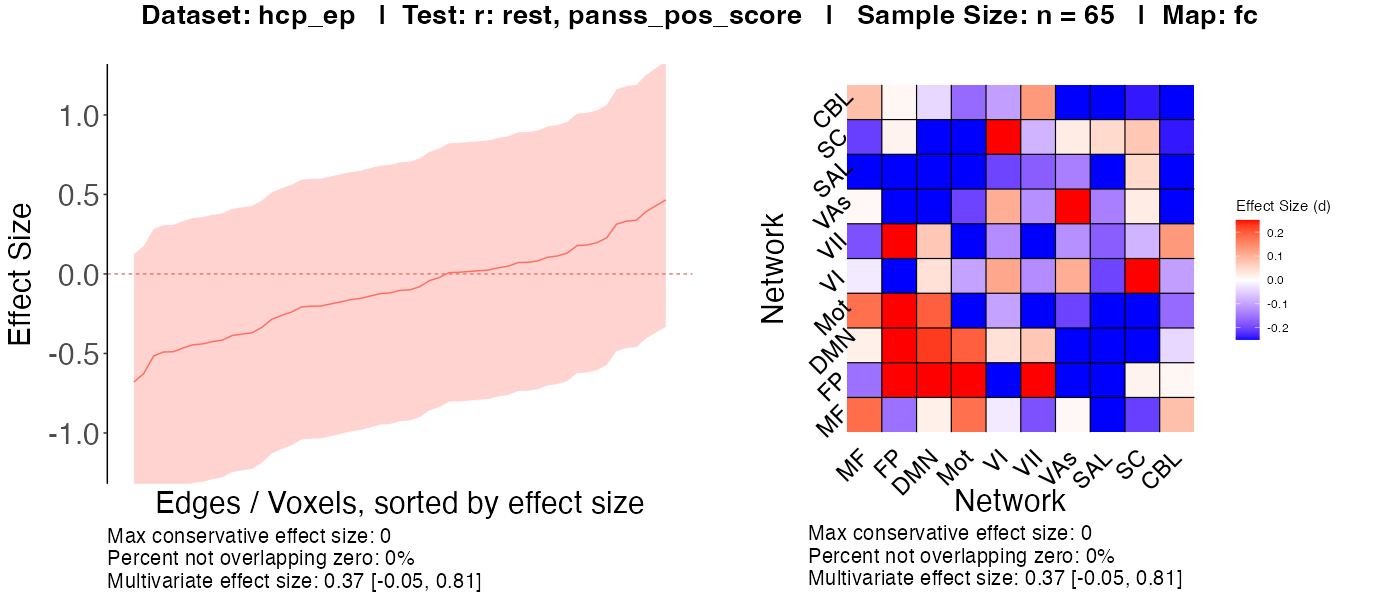 Dataset: hcp_ep | Test: r: rest, panss_pos_score | Sample Size: n = 65 | Map: fc
Effect Size
1.0
0.5
0.0
-0.5
-1.0
Edges / Voxels, sorted by effect size
Max conservative effect size: 0
Percent not overlapping zero: 0%
Multivariate effect size: 0.37 [-0.05, 0.81]
Network
CBL
SC
SAL
VAs
VII
VI
Mot
DMN
FP
MF
MF
FP
DMN
Mot
VI
VII
VAs
SAL
SC
CBL
Network
Effect Size (d)
0.2
0.1
0.0
-0.1
-0.2
Max conservative effect size: 0
Percent not overlapping zero: 0%
Multivariate effect size: 0.37 [-0.05, 0.81]